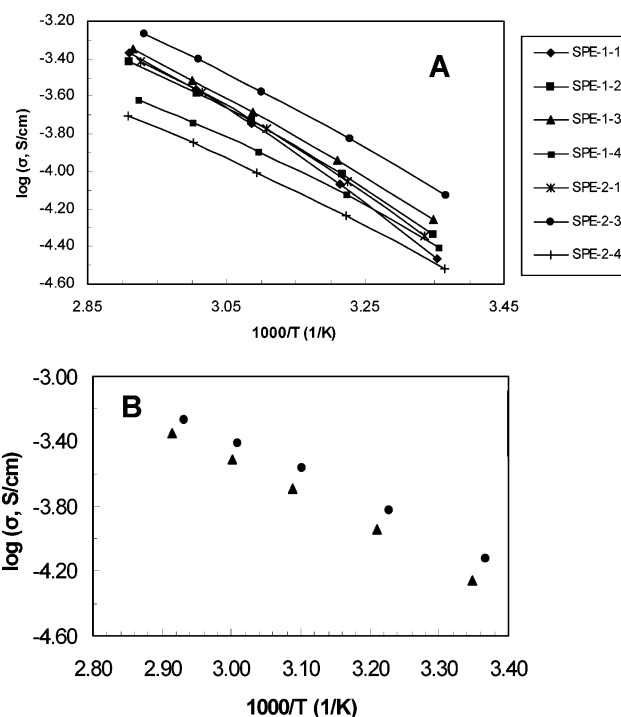 -3.20
-3.40
-3.60
-3.80
-4.00
-4.20
-4.40
-4.60
log (σ, S/cm)
A
2.85
3.05
3.25
3.45
1000/T (1/K)
SPE-1-1
SPE-1-2
SPE-1-3
SPE-1-4
SPE-2-1
SPE-2-3
SPE-2-4
-3.00
-3.40
-3.80
-4.20
-4.60
log (σ, S/cm)
B
2.80
2.90
3.00
3.10
3.20
3.30
3.40
1000/T (1/K)